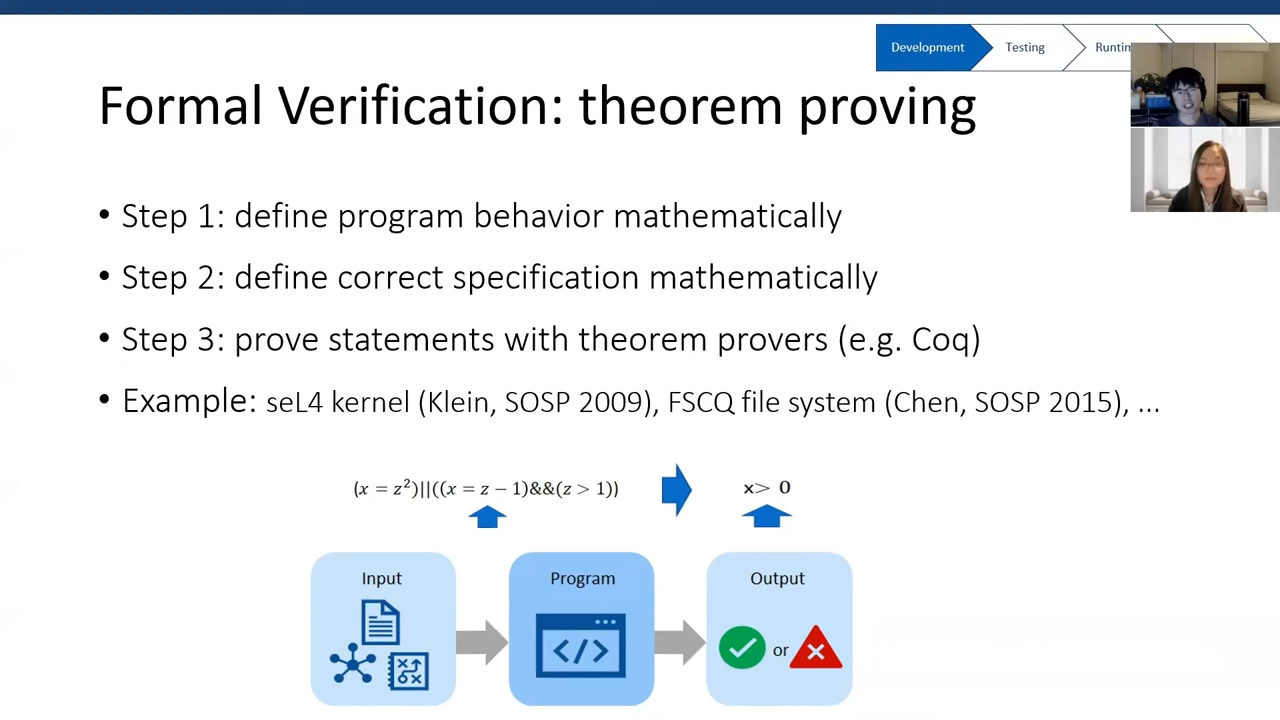 Development
Testing
Formal Verification: theorem proving
• Step 1: define program behavior mathematically
• Step 2: define correct specification mathematically
• Step 3: prove statements with theorem provers (e.g. Coq)
• Example: seL4 kernel (Klein, SOSP 2009), FSCQ file system (Chen, SOSP 2015), ...
(x = z²)||((x = z − 1)&&(z > 1))
x> 0
Input
Program
Output
</>
or